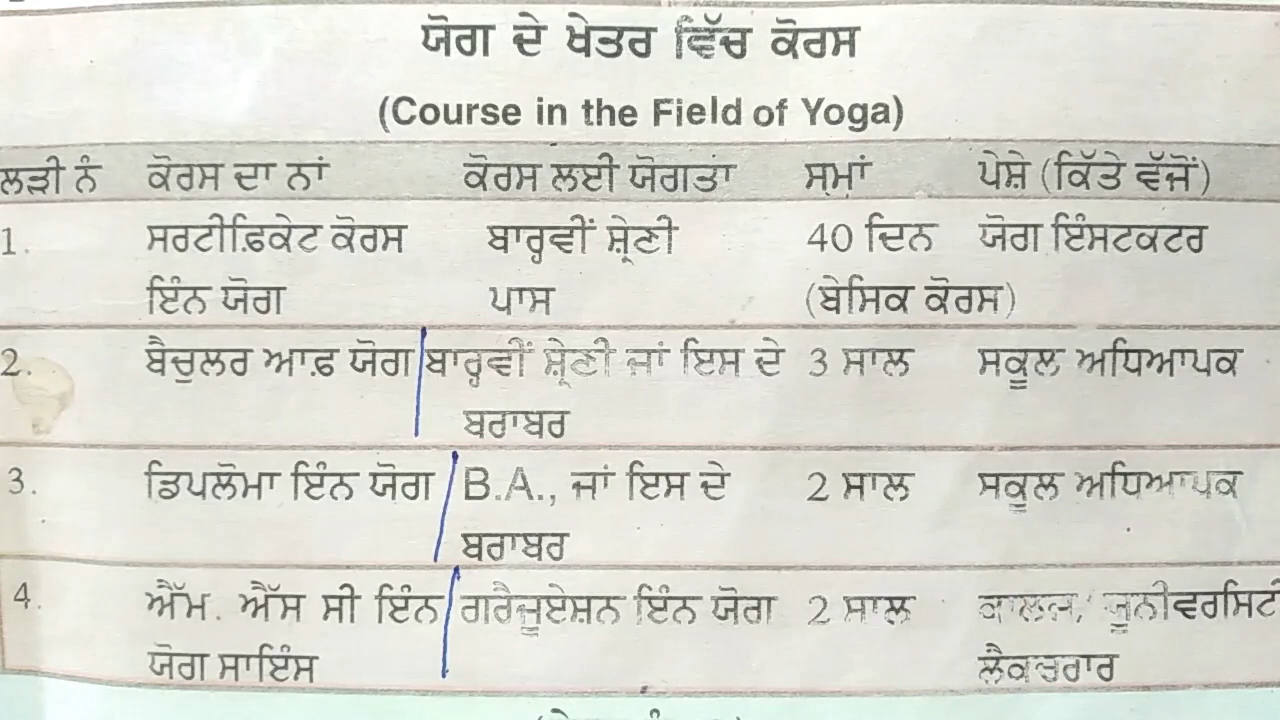 ਯੋਗ ਦੇ ਖੇਤਰ ਵਿੱਚ ਕੋਰਸ
(Course in the Field of Yoga)
ਲੜੀ ਨੰ ਕੋਰਸ ਦਾ ਨਾਂ ਕੋਰਸ ਲਈ ਯੋਗਤਾ ਸਮਾਂ ਪੇਸ਼ੇ (ਕਿੱਤੇ ਵੱਜੋਂ)
1. ਸਰਟੀਫ਼ਿਕੇਟ ਕੋਰਸ ਬਾਰ੍ਹਵੀਂ ਸ਼੍ਰੇਣੀ 40 ਦਿਨ ਯੋਗ ਇੰਸਟਕਟਰ
ਇੰਨ ਯੋਗ ਪਾਸ (ਬੇਸਿਕ ਕੋਰਸ)
2. ਬੈਚੁਲਰ ਆਫ਼ ਯੋਗ ਬਾਰ੍ਹਵੀਂ ਸ਼੍ਰੇਣੀ ਜਾਂ ਇਸ ਦੇ 3 ਸਾਲ ਸਕੂਲ ਅਧਿਆਪਕ
ਬਰਾਬਰ
3. ਡਿਪਲੋਮਾ ਇੰਨ ਯੋਗ B.A., ਜਾਂ ਇਸ ਦੇ 2 ਸਾਲ ਸਕੂਲ ਅਧਿਆਪਕ
ਬਰਾਬਰ
4. ਐੱਮ. ਐੱਸ ਸੀ ਇੰਨ ਗਰੈਜੂਏਸ਼ਨ ਇੰਨ ਯੋਗ 2 ਸਾਲ ਕਾਲਜ, ਯੂਨੀਵਰਸਿਟੀ
ਯੋਗ ਸਾਇੰਸ ਲੈਕਚਰਾਰ